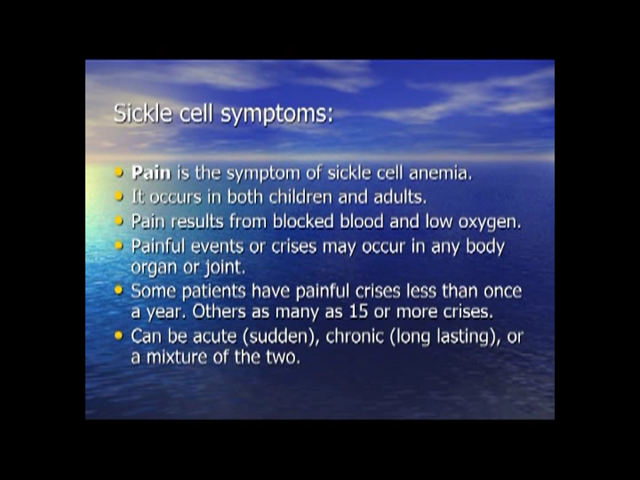 Sickle cell symptoms:
• Pain is the symptom of sickle cell anemia.
• It occurs in both children and adults.
• Pain results from blocked blood and low oxygen.
• Painful events or crises may occur in any body
organ or joint.
• Some patients have painful crises less than once
a year. Others as many as 15 or more crises.
• Can be acute (sudden), chronic (long lasting), or
a mixture of the two.